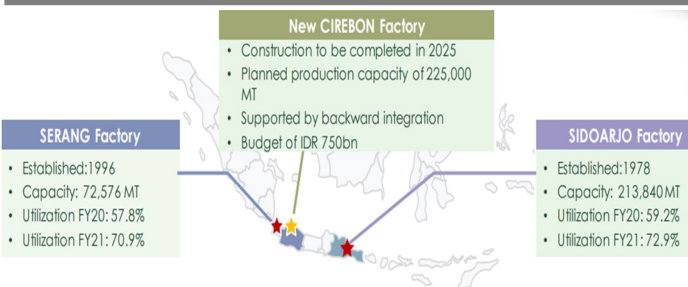 New CIREBON Factory
• Construction to be completed in 2025
• Planned production capacity of 225,000
MT
• Supported by backward integration
• Budget of IDR 750bn
SERANG Factory
• Established:1996
• Capacity: 72,576 MT
• Utilization FY20: 57.8%
• Utilization FY21: 70.9%
SIDOARJO Factory
• Established:1978
• Capacity: 213,840 MT
• Utilization FY20: 59.2%
• Utilization FY21: 72.9%